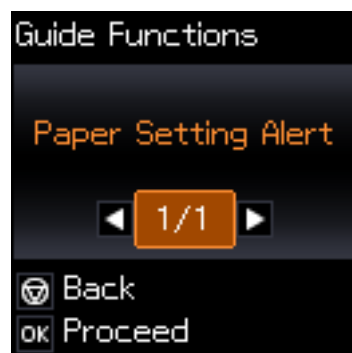 Guide Functions
Paper Setting Alert
1/1
Back
OK Proceed